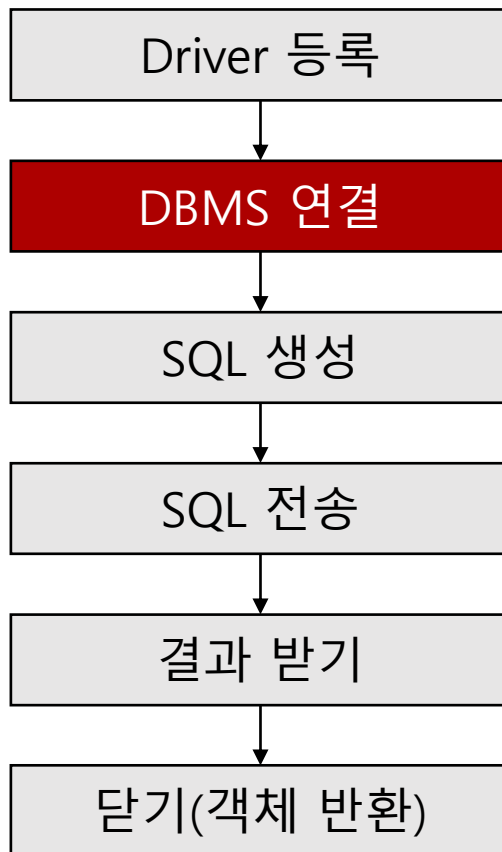 Driver 등록
DBMS 연결
SQL 생성
SQL 전송
결과 받기
닫기(객체 반환)